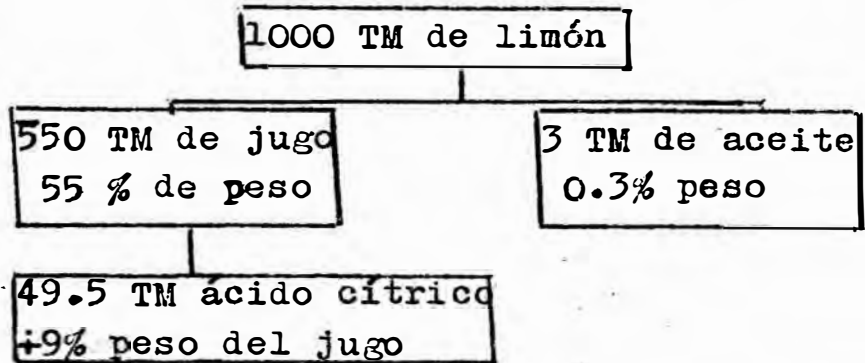 1000 TM de limón
550 TM de jugo
55 % de peso
3 TM de aceite
0.3% peso
49.5 TM ácido cítrico
+9% peso del jugo